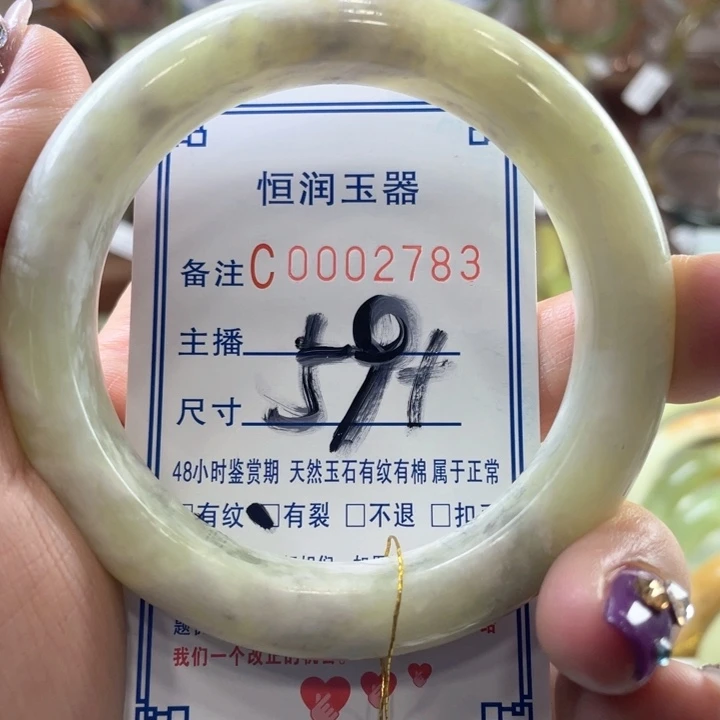 恒润玉器
备注C0002783
主播
尺寸 59
48小时鉴赏期 天然玉石有纹有棉属于正常
□有纹 □有裂 □不退 □扣
我们一个改正的机会